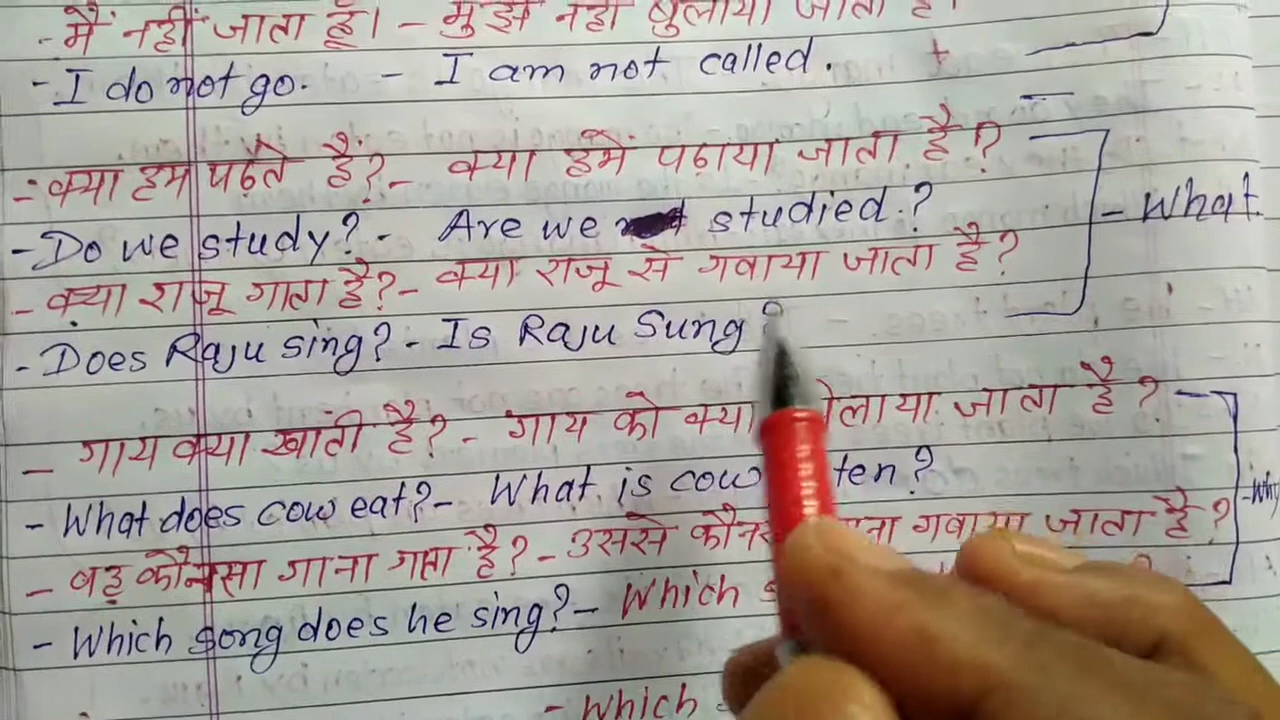 - मैं नहीं जाता हूँ। - मुझे नहीं बुलाया जाता है।
- I do not go. - I am not called.
- क्या हम पढ़ते हैं? - क्या हमें पढ़ाया जाता है?
- Do we study? - Are we studied? - What
- क्या राजू गाता है? - क्या राजू से गवाया जाता है?
- Does Raju sing? - Is Raju Sung?
- गाय क्या खाती है? - गाय को क्या जाता है?
- What does cow eat? - What is cow
- वह कौनसा गाना गाता है? - उससे गवाया जाता है?
- Which song does he sing? - Which
- Which